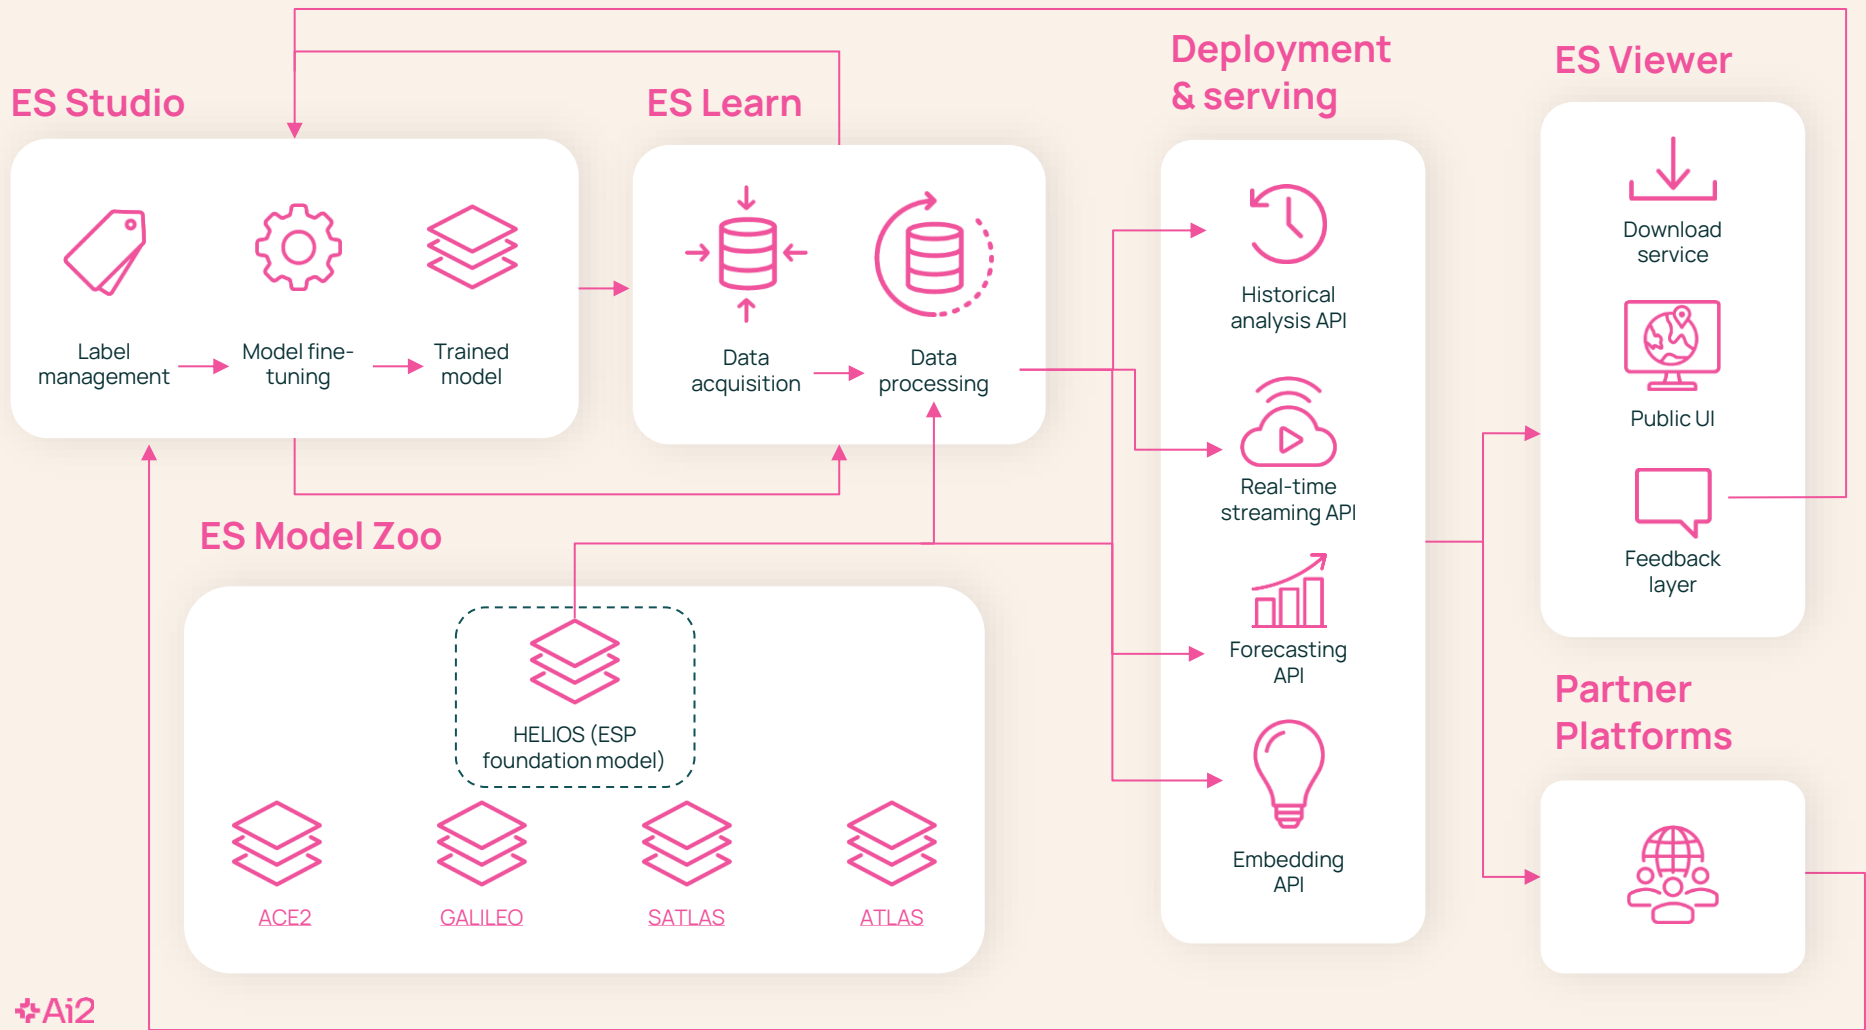 ES Studio
Label
management
Model fine-
tuning
Trained
model
ES Learn
Data
acquisition
Data
processing
ES Model Zoo
HELIOS (ESP
foundation model)
ACE2
GALILEO
SATLAS
ATLAS
Deployment
& serving
Historical
analysis API
Real-time
streaming API
Forecasting
API
Embedding
API
ES Viewer
Download
service
Public UI
Feedback
layer
Partner
Platforms
Ai2